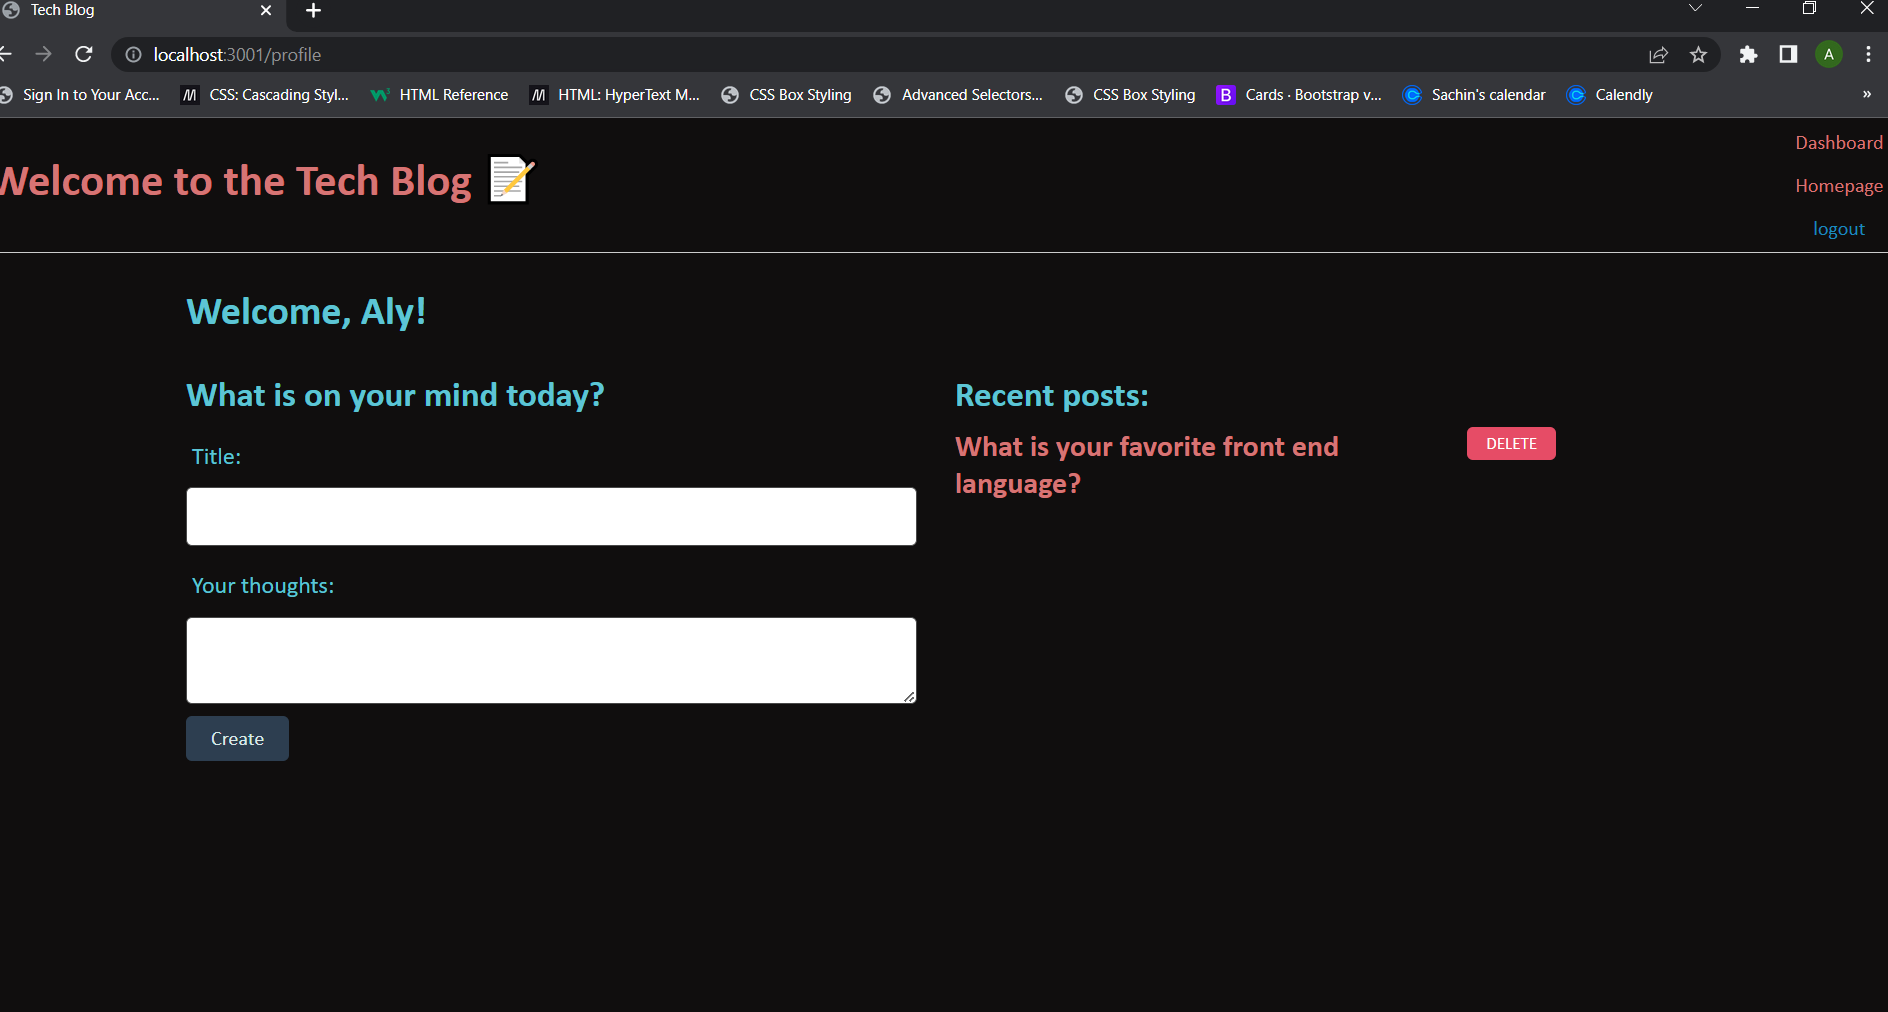 Tech Blog
localhost:3001/profile
A
Sign In to Your Acc... CSS: Cascading Styl... HTML Reference HTML: HyperText M... CSS Box Styling Advanced Selectors... CSS Box Styling B Cards · Bootstrap v... Sachin's calendar Calendly »
Welcome to the Tech Blog
Dashboard
Homepage
logout
Welcome, Aly!
What is on your mind today?
Title:
Your thoughts:
Create
Recent posts:
What is your favorite front end
language?
DELETE